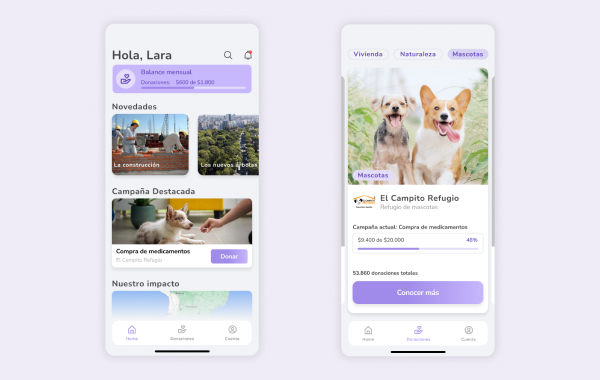 Hola, Lara
Balance mensual
Donaciones: $600 de $1.800
Novedades
La construcción
Los nuevos árboles
Campaña Destacada
Compra de medicamentos
El Campito Refugio
Donar
Nuestro impacto
Home
Donaciones
Cuenta
Vivienda
Naturaleza
Mascotas
Mascotas
El Campito Refugio
Refugio de mascotas
Campaña actual: Compra de medicamentos
$9.400 de $20.000
48%
53.860 donaciones totales
Conocer más
Home
Donaciones
Cuenta